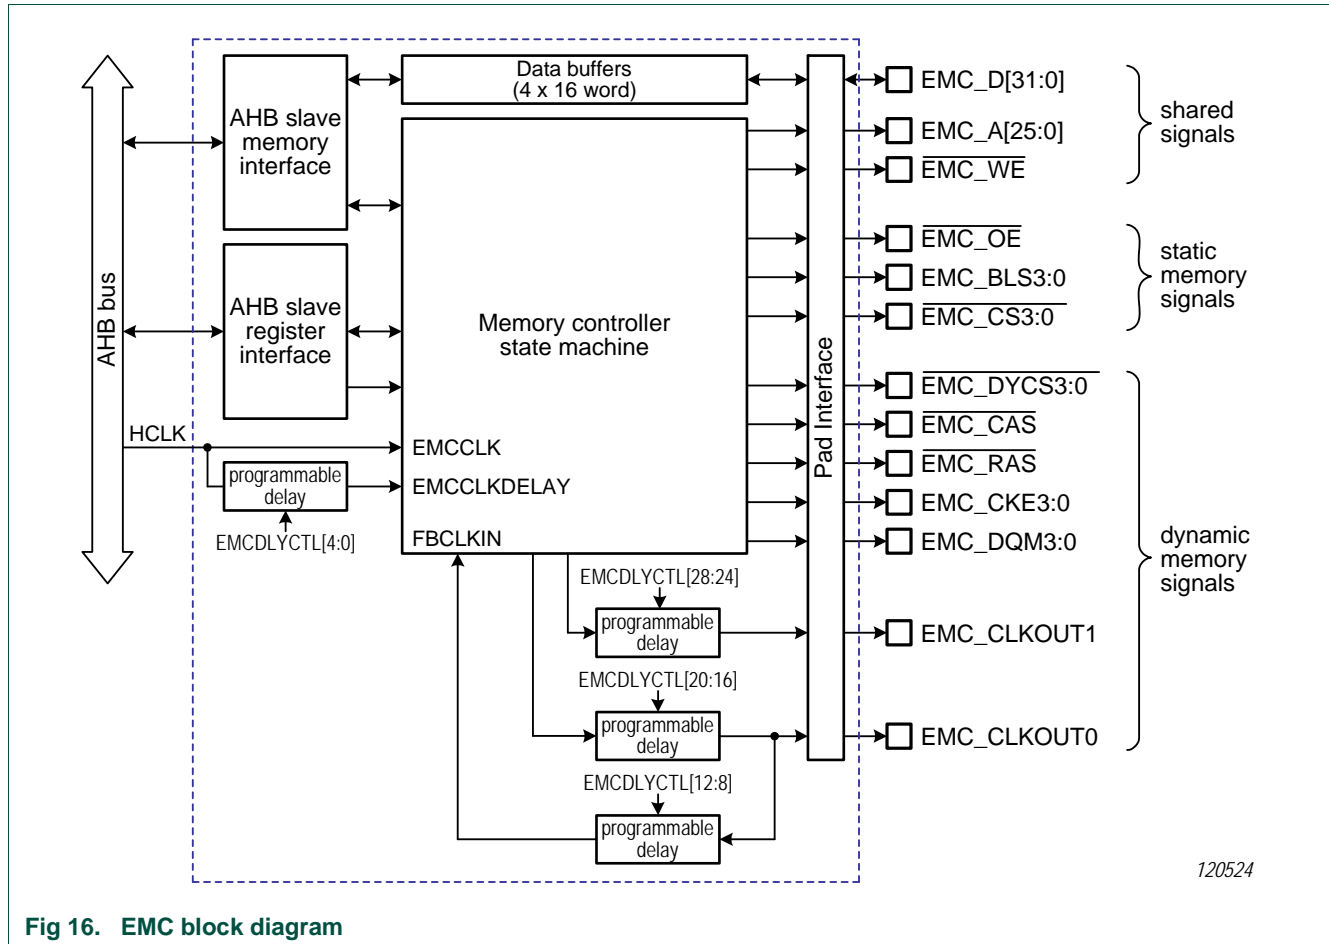 Data buffers
(4 x 16 word)
AHB slave
memory
interface
AHB slave
register
interface
AHB bus
Memory controller
state machine
HCLK
EMCCLK
programmable
delay
EMCCLKDELAY
EMCDLYCTL[4:0]
FBCLKIN
EMCDLYCTL[28:24]
programmable
delay
EMCDLYCTL[20:16]
programmable
delay
EMCDLYCTL[12:8]
programmable
delay
Pad Interface
EMC_D[31:0]
EMC_A[25:0]
EMC_WE
shared
signals
EMC_OE
EMC_BLS3:0
EMC_CS3:0
static
memory
signals
EMC_DYCS3:0
EMC_CAS
EMC_RAS
EMC_CKE3:0
EMC_DQM3:0
EMC_CLKOUT1
EMC_CLKOUT0
dynamic
memory
signals
120524
Fig 16. EMC block diagram